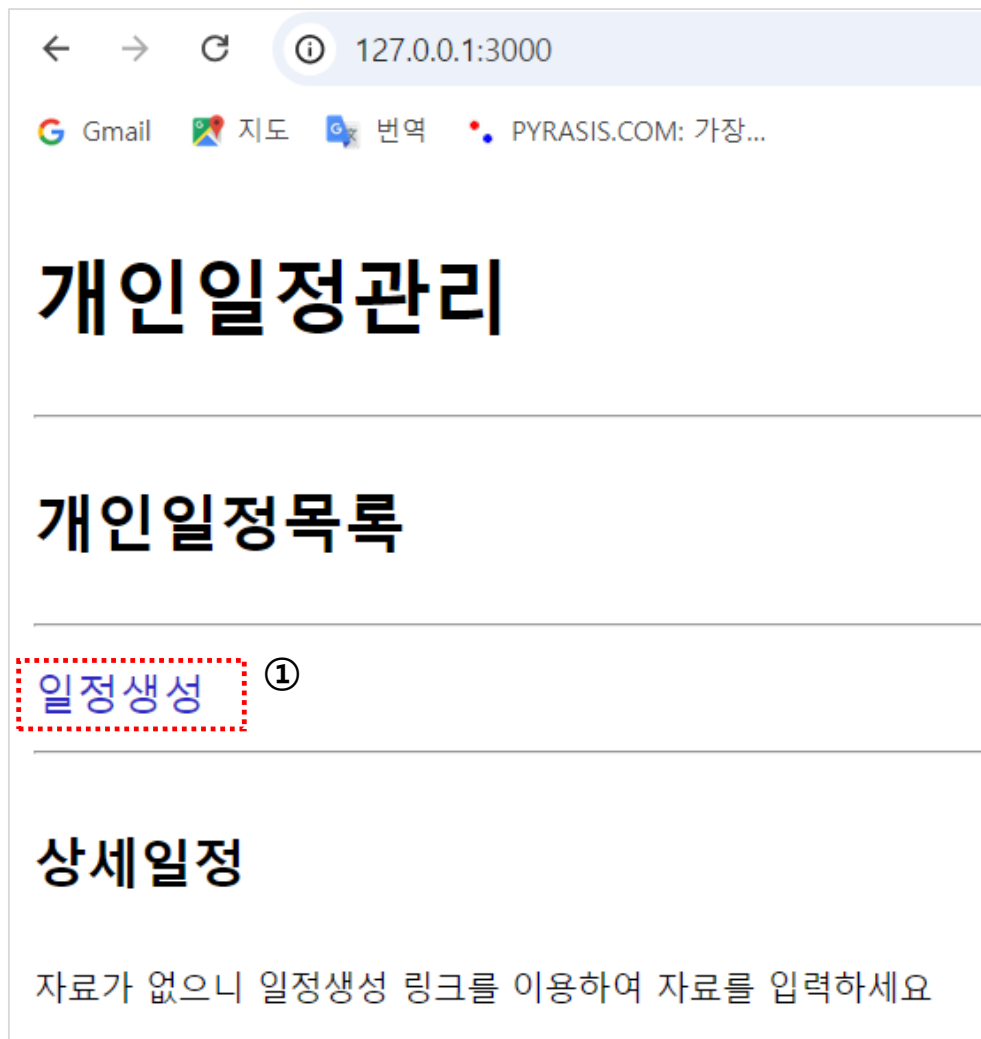 127.0.0.1:3000
Gmail 지도 번역 PYRASIS.COM: 가장...
개인일정관리
개인일정목록
일정생성 ①
상세일정
자료가 없으니 일정생성 링크를 이용하여 자료를 입력하세요